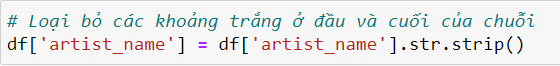 # Loại bỏ các khoảng trắng ở đầu và cuối của chuỗi
df['artist_name'] = df['artist_name'].str.strip()